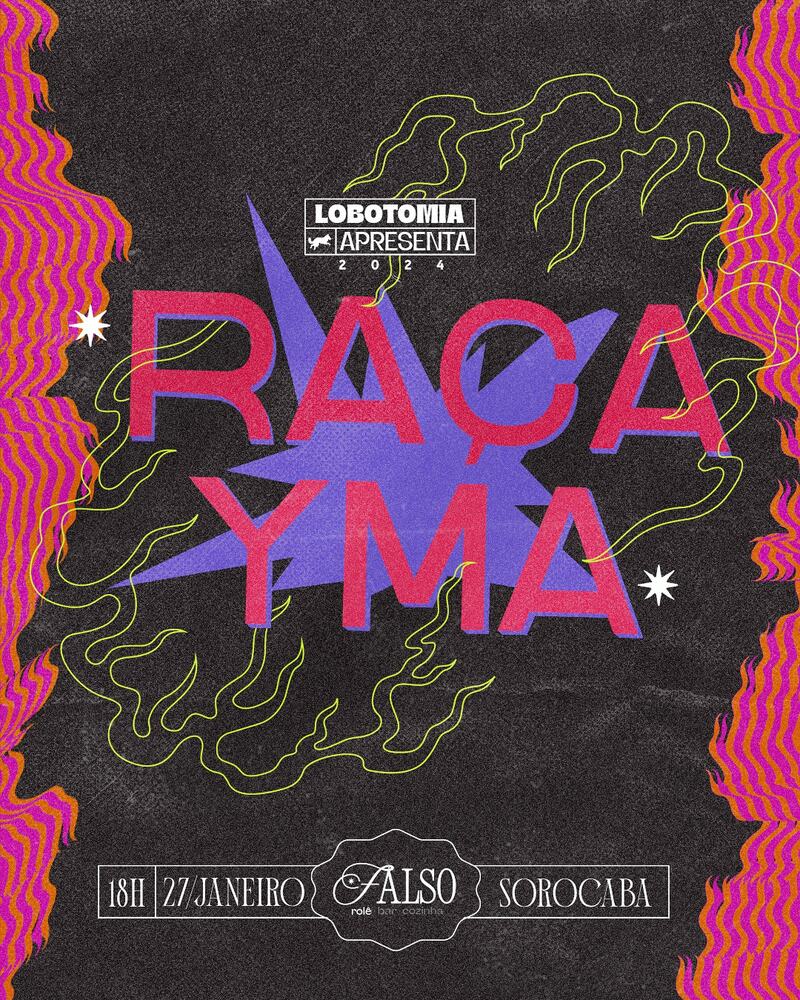 LOBOTOMIA
APRESENTA
2024
RAÇA
YMA
18H 27/JANEIRO FALSO SOROCABA
rolê bar cozinha